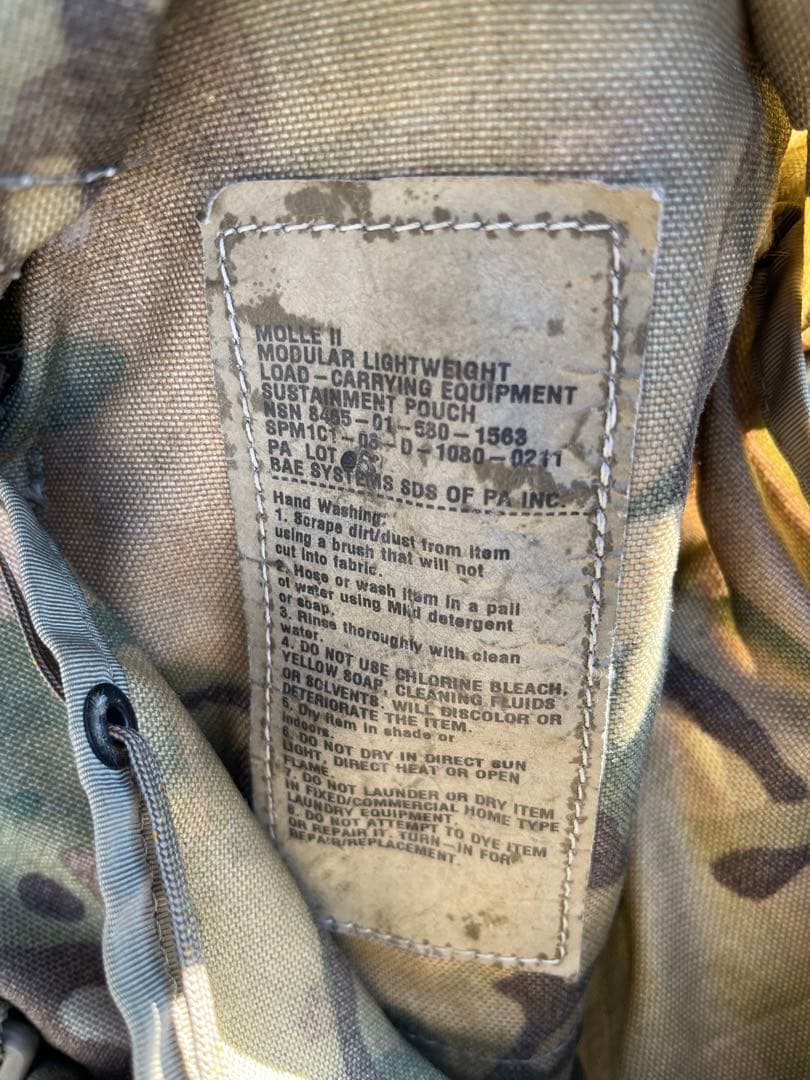 MOLLE II
MODULAR LIGHTWEIGHT
LOAD-CARRYING EQUIPMENT
SUSTAINMENT POUCH
NSN 8465-01-580-1563
SPM1C1-08-D-1080-0211
PA LOT 6
BAE SYSTEMS SDS OF PA INC.
Hand Washing:
1. Scrape dirt/dust from item
using a brush that will not
cut into fabric.
2. Hose or wash item in a pail
of water using Mild detergent
or soap.
3. Rinse thoroughly with clean
water.
4. DO NOT USE CHLORINE BLEACH,
YELLOW SOAP, CLEANING FLUIDS
OR SOLVENTS. WILL DISCOLOR OR
DETERIORATE THE ITEM.
5. Dry item in shade or
indoors.
6. DO NOT DRY IN DIRECT SUN
LIGHT, DIRECT HEAT OR OPEN
FLAME.
7. DO NOT LAUNDER OR DRY ITEM
IN FIXED/COMMERCIAL HOME TYPE
LAUNDRY EQUIPMENT.
8. DO NOT ATTEMPT TO DYE ITEM
OR REPAIR IT. TURN-IN FOR
REPAIR/REPLACEMENT.